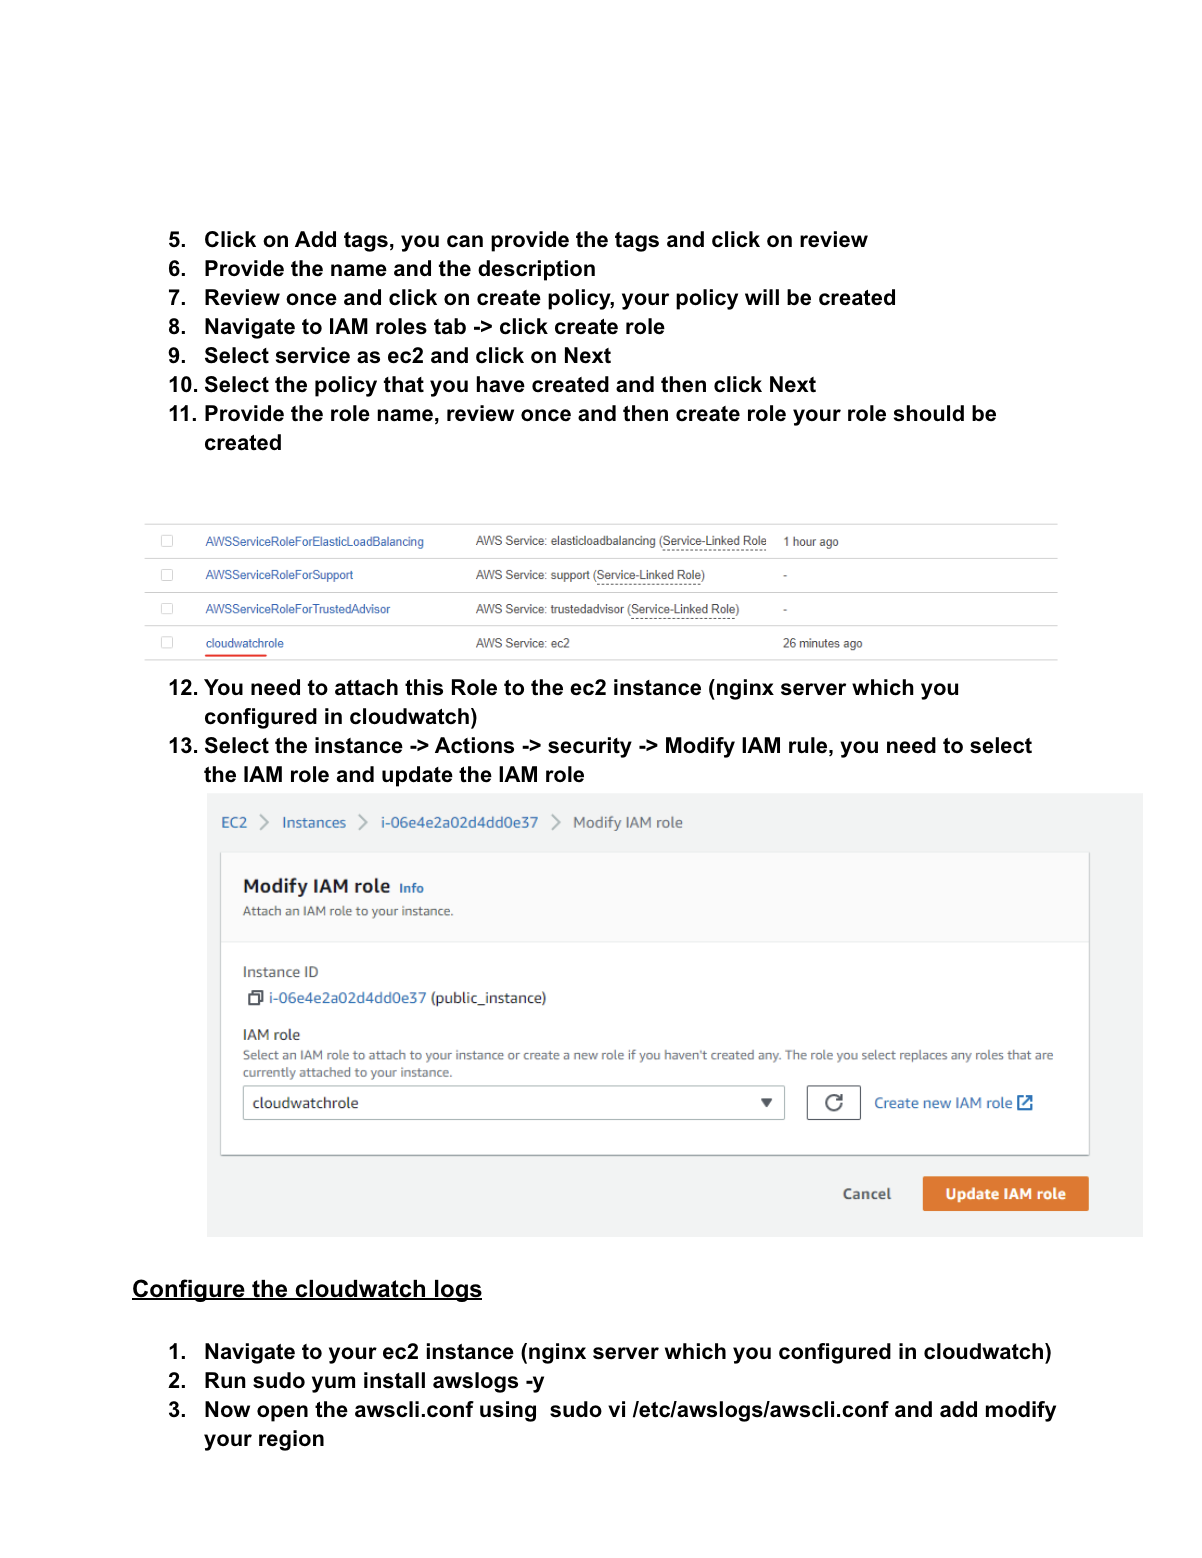 5. Click on Add tags, you can provide the tags and click on review
6. Provide the name and the description
7. Review once and click on create policy, your policy will be created
8. Navigate to IAM roles tab -> click create role
9. Select service as ec2 and click on Next
10. Select the policy that you have created and then click Next
11. Provide the role name, review once and then create role your role should be
created
AWSServiceRoleForElasticLoadBalancing AWS Service: elasticloadbalancing (Service-Linked Role 1 hour ago
AWSServiceRoleForSupport AWS Service: support (Service-Linked Role) -
AWSServiceRoleForTrustedAdvisor AWS Service: trustedadvisor (Service-Linked Role) -
cloudwatchrole AWS Service: ec2 26 minutes ago
12. You need to attach this Role to the ec2 instance (nginx server which you
configured in cloudwatch)
13. Select the instance -> Actions -> security -> Modify IAM rule, you need to select
the IAM role and update the IAM role
EC2 > Instances > i-06e4e2a02d4dd0e37 > Modify IAM role
Modify IAM role Info
Attach an IAM role to your instance.
Instance ID
i-06e4e2a02d4dd0e37 (public_instance)
IAM role
Select an IAM role to attach to your instance or create a new role if you haven't created any. The role you select replaces any roles that are
currently attached to your instance.
cloudwatchrole Create new IAM role
Cancel Update IAM role
Configure the cloudwatch logs
1. Navigate to your ec2 instance (nginx server which you configured in cloudwatch)
2. Run sudo yum install awslogs -y
3. Now open the awscli.conf using  sudo vi /etc/awslogs/awscli.conf and add modify
your region